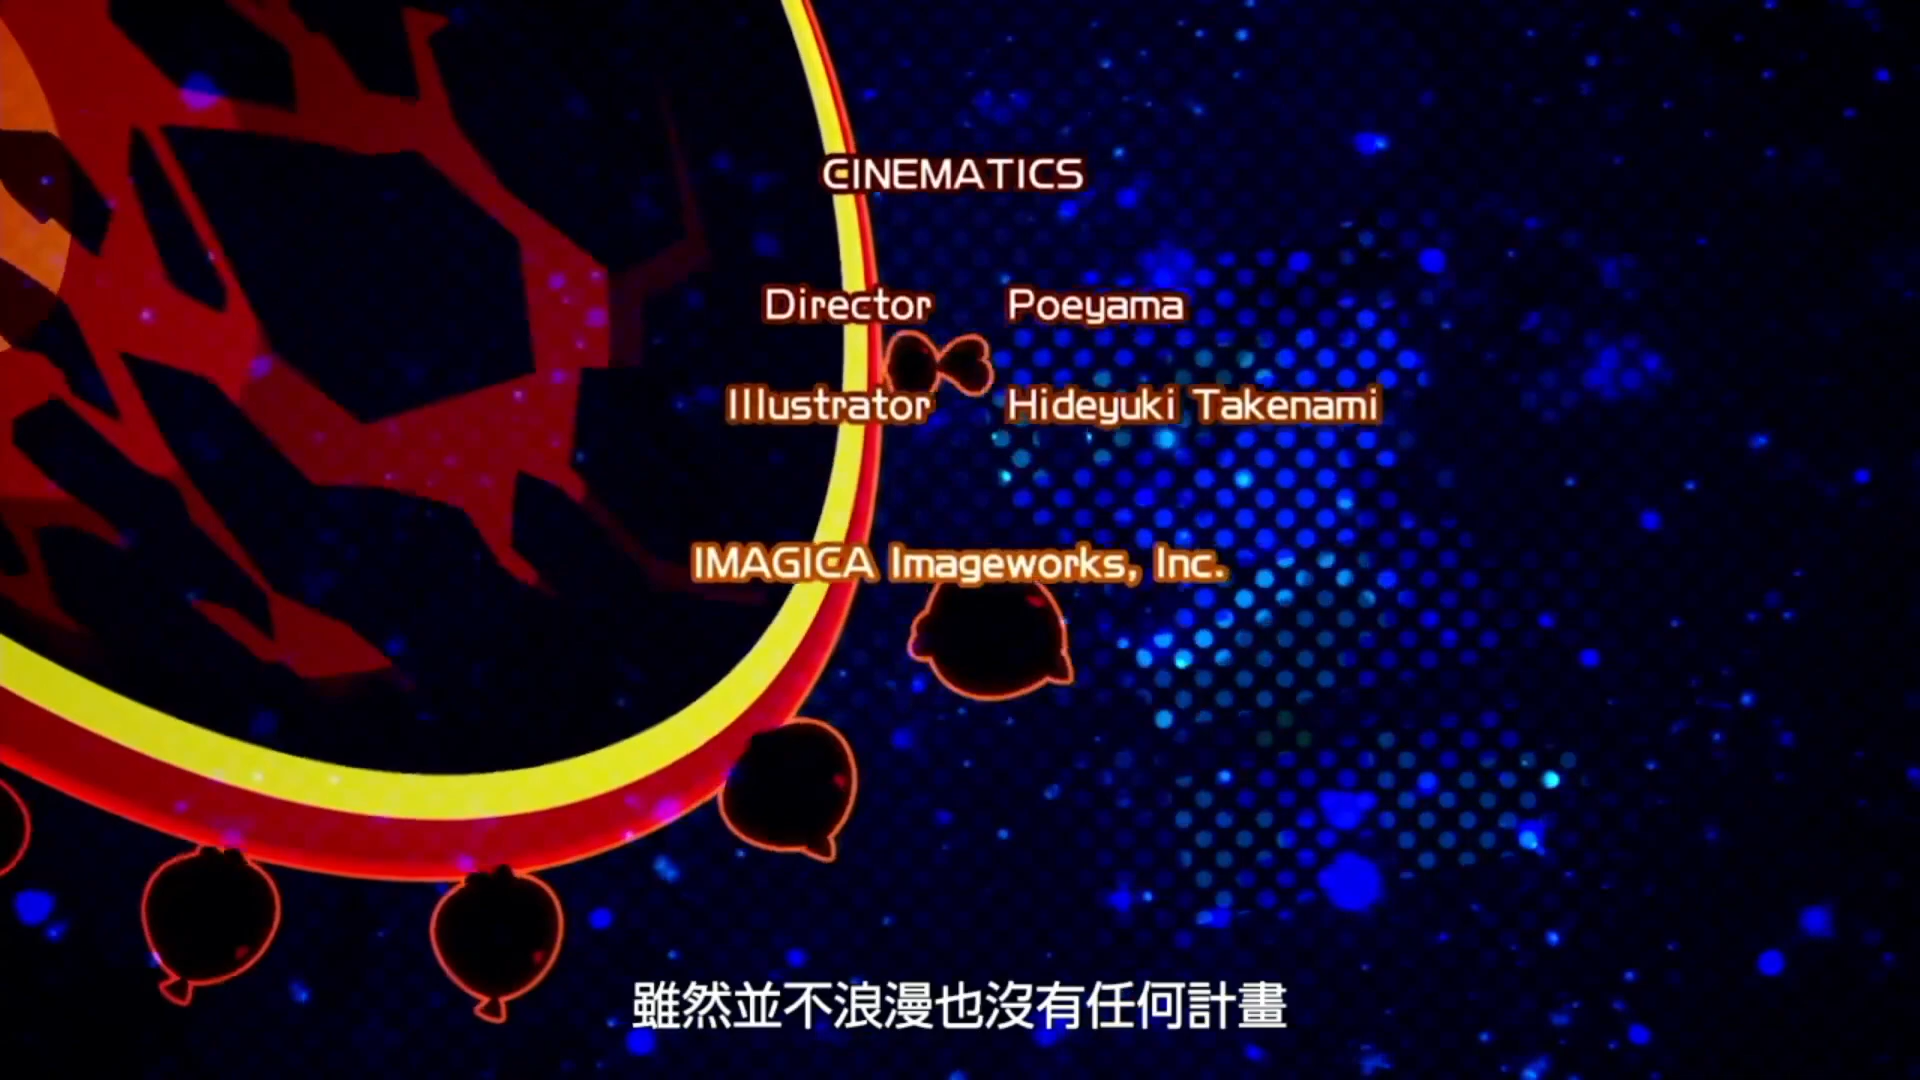 CINEMATICS
Director Poeyama
Illustrator Hideyuki Takenami
IMAGICA Imageworks, Inc.
雖然並不浪漫也沒有任何計畫